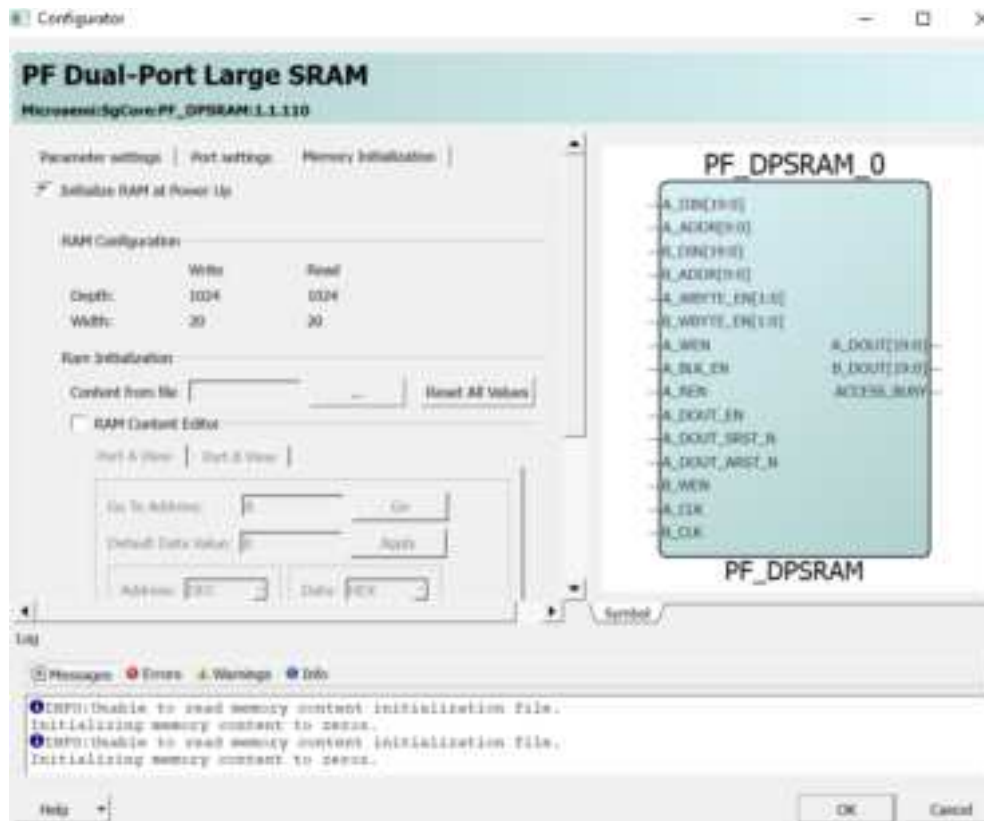 Configurator
PF Dual-Port Large SRAM
Microsemi:SgCore:PF_DPSRAM:1.1.110
Parameter settings Port settings Memory Initialization
Initialize RAM at Power Up
RAM Configuration
Write Read
Depth: 1024 1024
Width: 20 20
Ram Initialization
Content from file ... Reset All Values
RAM Content Editor
Port A View Port B View
Go To Address: Go
Default Data Value: Apply
Address: Data: HEX
PF_DPSRAM_0
A_DIN[19:0]
A_ADDR[9:0]
B_DIN[19:0]
B_ADDR[9:0]
A_WBYTE_EN[1:0]
B_WBYTE_EN[1:0]
A_WEN A_DOUT[19:0]
A_BLK_EN B_DOUT[19:0]
A_REN ACCESS_BUSY
A_DOUT_EN
A_DOUT_SRST_N
A_DOUT_ARST_N
B_WEN
A_CLK
B_CLK
PF_DPSRAM
Symbol
Log
Messages Errors Warnings Info
INFO:Unable to read memory content initialization file.
Initializing memory content to zeros.
INFO:Unable to read memory content initialization file.
Initializing memory content to zeros.
Help OK Cancel